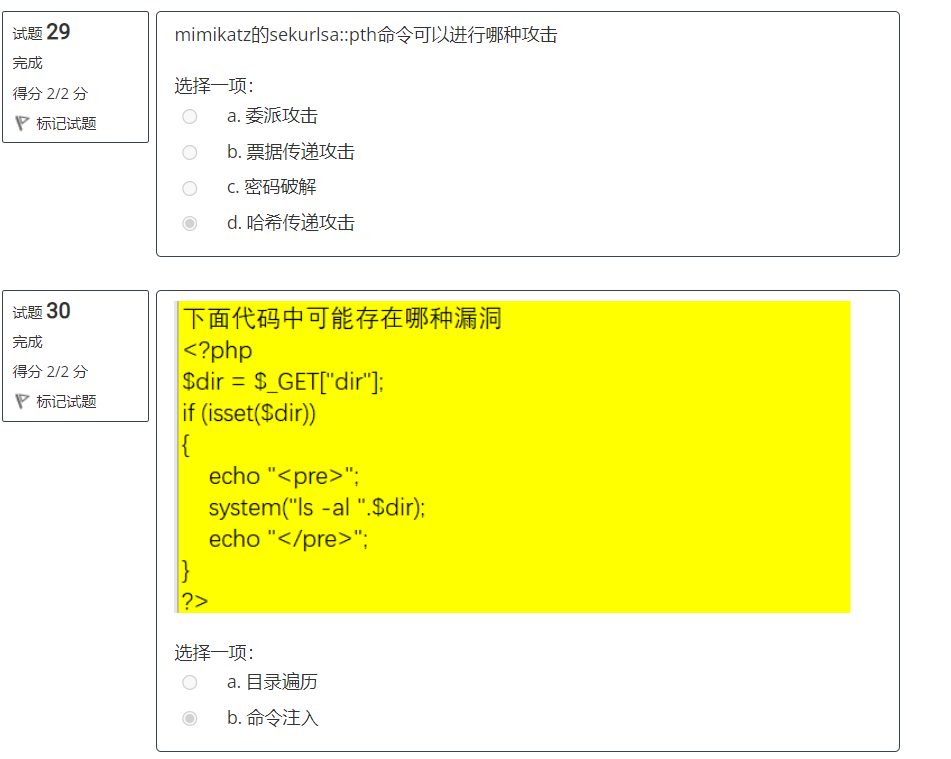 试题 29
完成
得分 2/2 分
标记试题
mimikatz的sekurlsa::pth命令可以进行哪种攻击
选择一项:
a. 委派攻击
b. 票据传递攻击
c. 密码破解
d. 哈希传递攻击
试题 30
完成
得分 2/2 分
标记试题
下面代码中可能存在哪种漏洞
<?php
$dir = $_GET["dir"];
if (isset($dir))
{
    echo "<pre>";
    system("ls -al ".$dir);
    echo "</pre>";
}
?>
选择一项:
a. 目录遍历
b. 命令注入